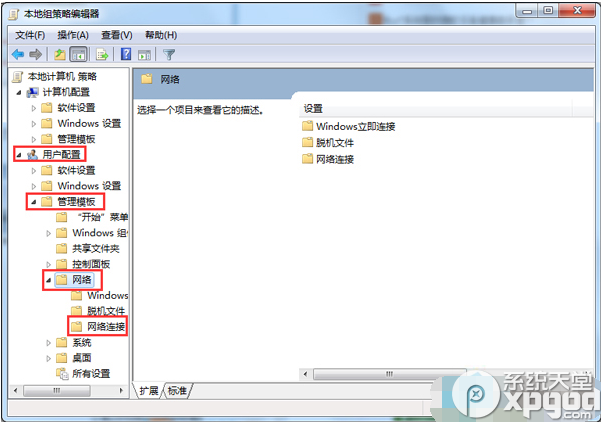 本地组策略编辑器
文件(F) 操作(A) 查看(V) 帮助(H)
本地计算机 策略
计算机配置
软件设置
Windows 设置
管理模板
用户配置
软件设置
Windows 设置
管理模板
“开始”菜单
Windows 组
共享文件夹
控制面板
网络
Windows
脱机文件
网络连接
系统
桌面
所有设置
网络
选择一个项目来查看它的描述。
设置
Windows立即连接
脱机文件
网络连接
扩展 标准
系统天堂
xpgod.com